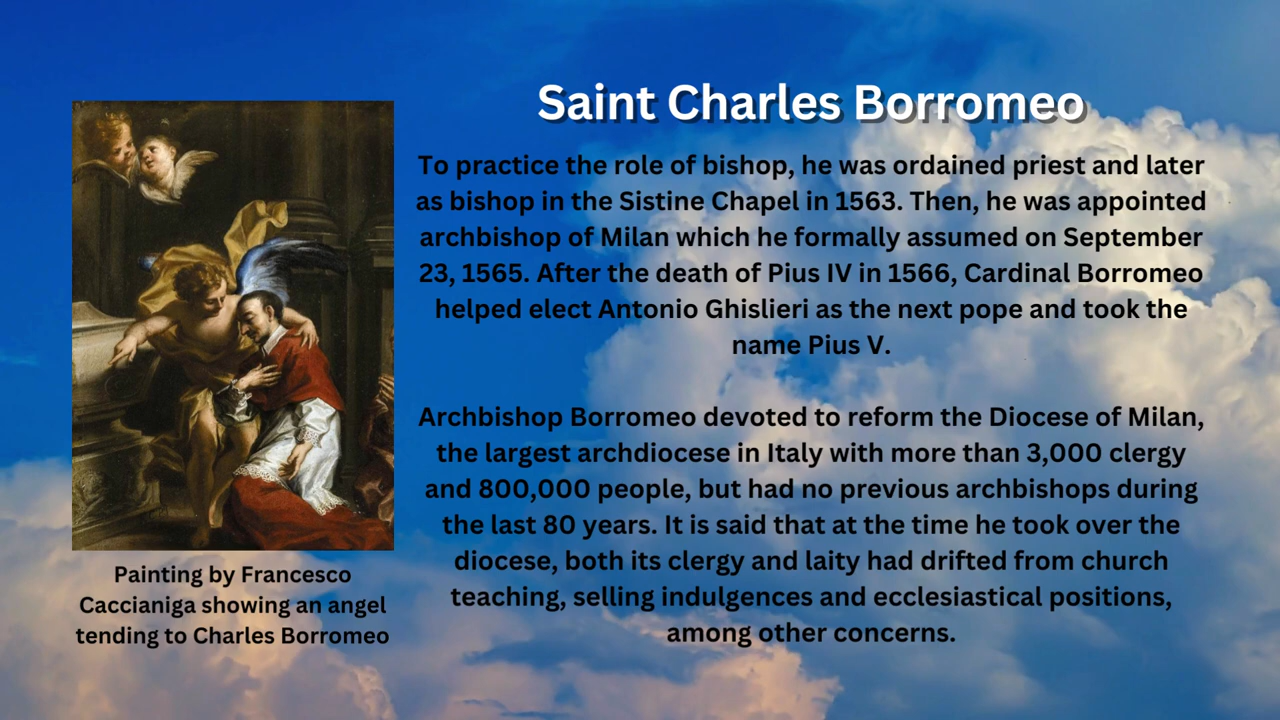 Saint Charles Borromeo
To practice the role of bishop, he was ordained priest and later
as bishop in the Sistine Chapel in 1563. Then, he was appointed
archbishop of Milan which he formally assumed on September
23, 1565. After the death of Pius IV in 1566, Cardinal Borromeo
helped elect Antonio Ghislieri as the next pope and took the
name Pius V.
Archbishop Borromeo devoted to reform the Diocese of Milan,
the largest archdiocese in Italy with more than 3,000 clergy
and 800,000 people, but had no previous archbishops during
the last 80 years. It is said that at the time he took over the
diocese, both its clergy and laity had drifted from church
teaching, selling indulgences and ecclesiastical positions,
among other concerns.
Painting by Francesco
Caccianiga showing an angel
tending to Charles Borromeo